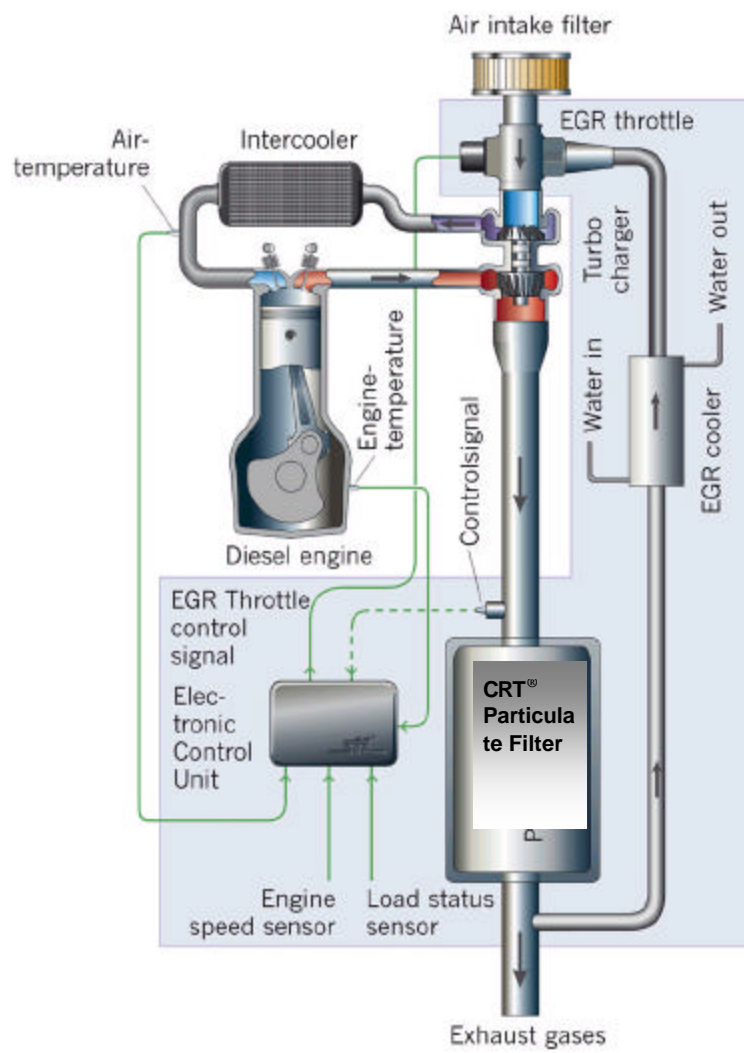 Air intake filter
EGR throttle
Air-
temperature
Intercooler
Turbo
charger
Water out
Water in
EGR cooler
Engine-
temperature
Controlsignal
Diesel engine
EGR Throttle
control
signal
Elec-
tronic
Control
Unit
CRT®
Particula
te Filter
P
Engine
speed sensor
Load status
sensor
Exhaust gases